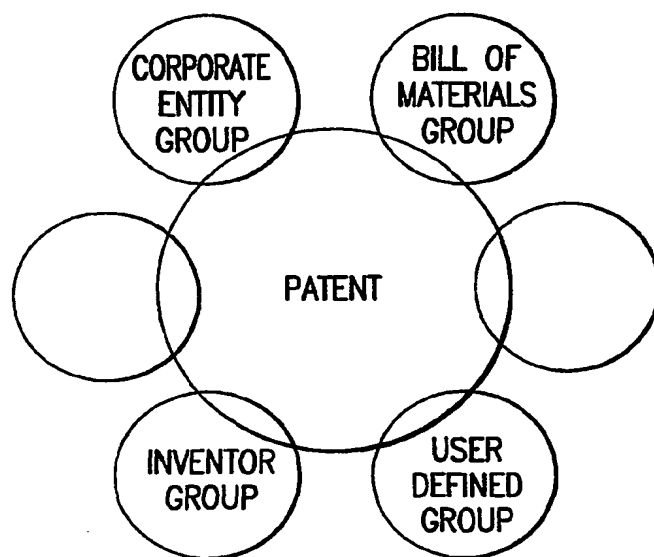 CORPORATE
ENTITY
GROUP
BILL OF
MATERIALS
GROUP
PATENT
INVENTOR
GROUP
USER
DEFINED
GROUP